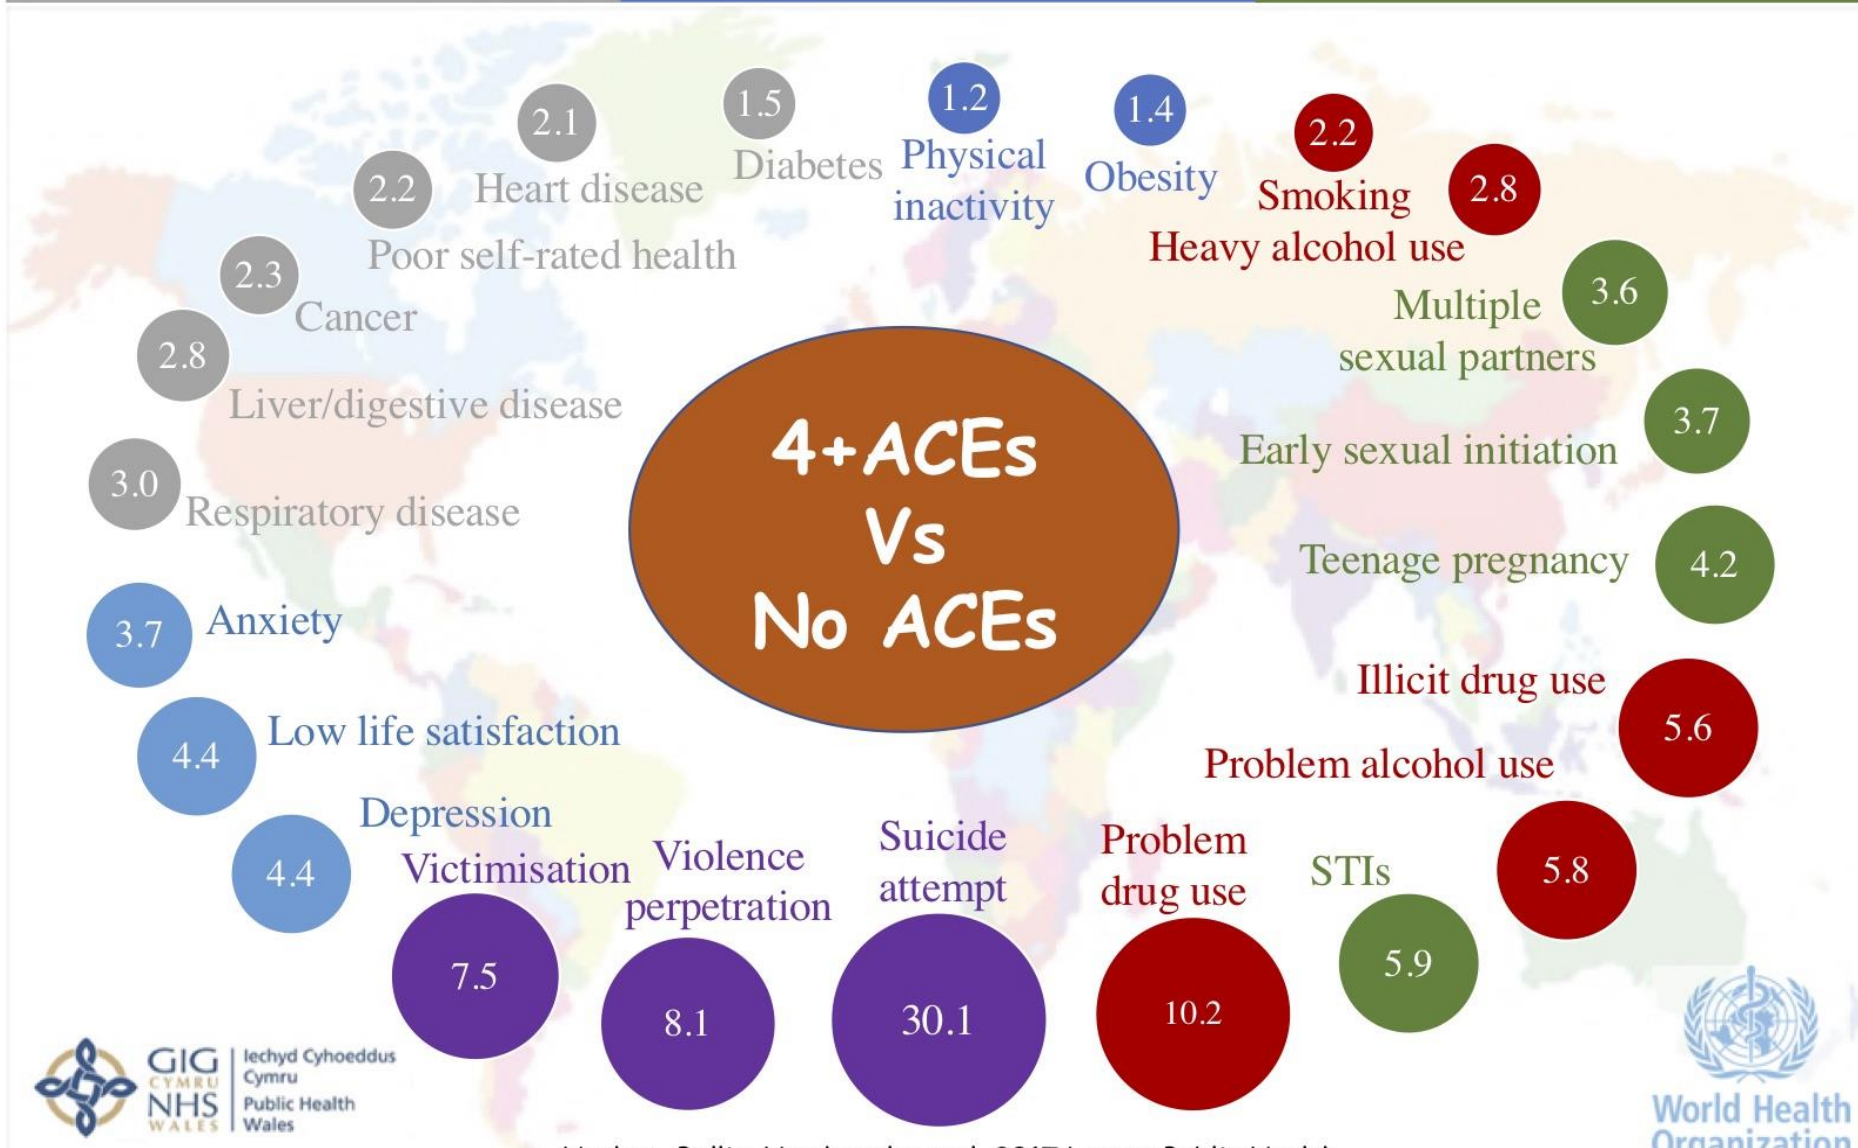 2.1
Heart disease
1.5
Diabetes
1.2
Physical
inactivity
1.4
Obesity
2.2
Smoking
2.8
Heavy alcohol use
2.2
Poor self-rated health
2.3
Cancer
2.8
Liver/digestive disease
3.0
Respiratory disease
3.6
Multiple
sexual partners
3.7
Early sexual initiation
4.2
Teenage pregnancy
4+ACEs
Vs
No ACEs
3.7
Anxiety
4.4
Low life satisfaction
4.4
Depression
Illicit drug use
5.6
Problem alcohol use
5.8
Victimisation
7.5
Violence
perpetration
8.1
Suicide
attempt
30.1
Problem
drug use
10.2
STIs
5.9
GIG
CYMRU
NHS
WALES
Iechyd Cyhoeddus
Cymru
Public Health
Wales
World Health
Organization